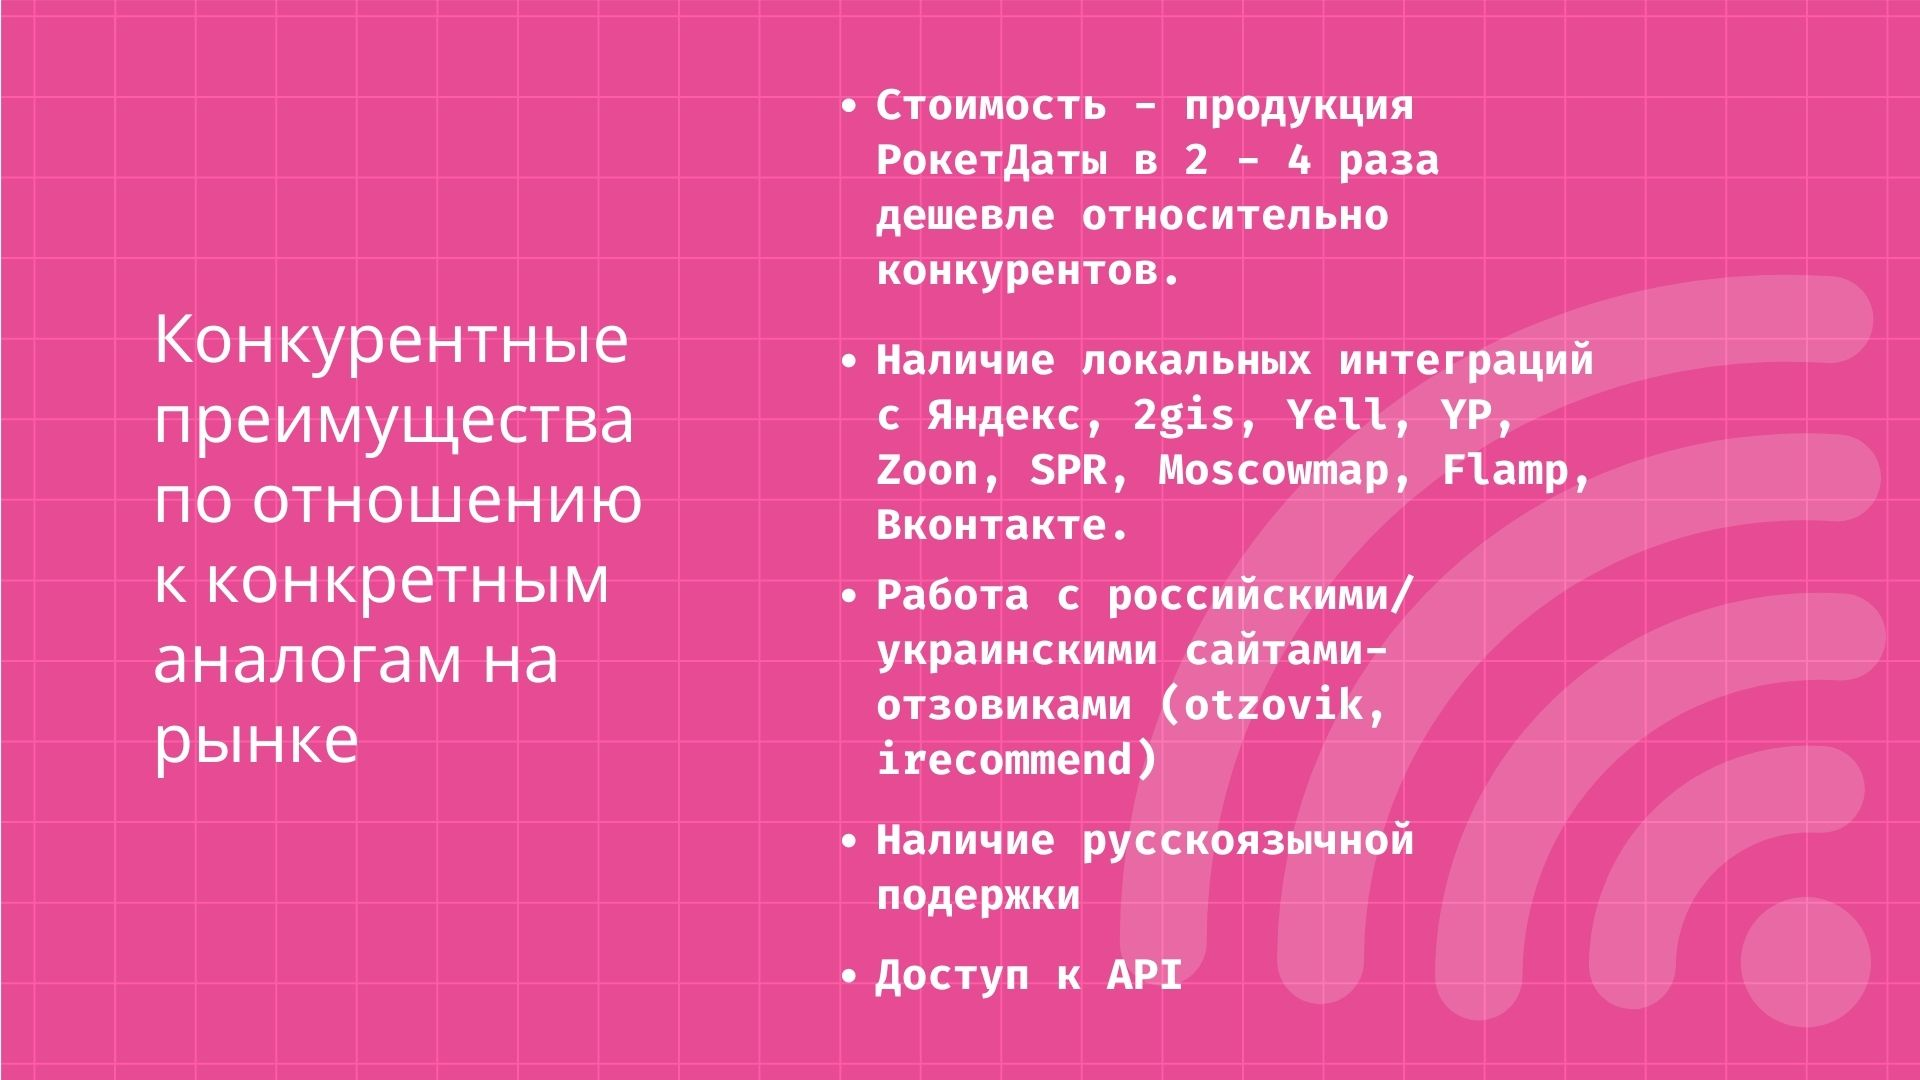 Конкурентные
преимущества
по отношению
к конкретным
аналогам на
рынке
• Стоимость – продукция
РокетДаты в 2 – 4 раза
дешевле относительно
конкурентов.
• Наличие локальных интеграций
с Яндекс, 2gis, Yell, YP,
Zoon, SPR, Moscowmap, Flamp,
Вконтакте.
• Работа с российскими/
украинскими сайтами-
отзовиками (otzovik,
irecommend)
• Наличие русскоязычной
подержки
• Доступ к API